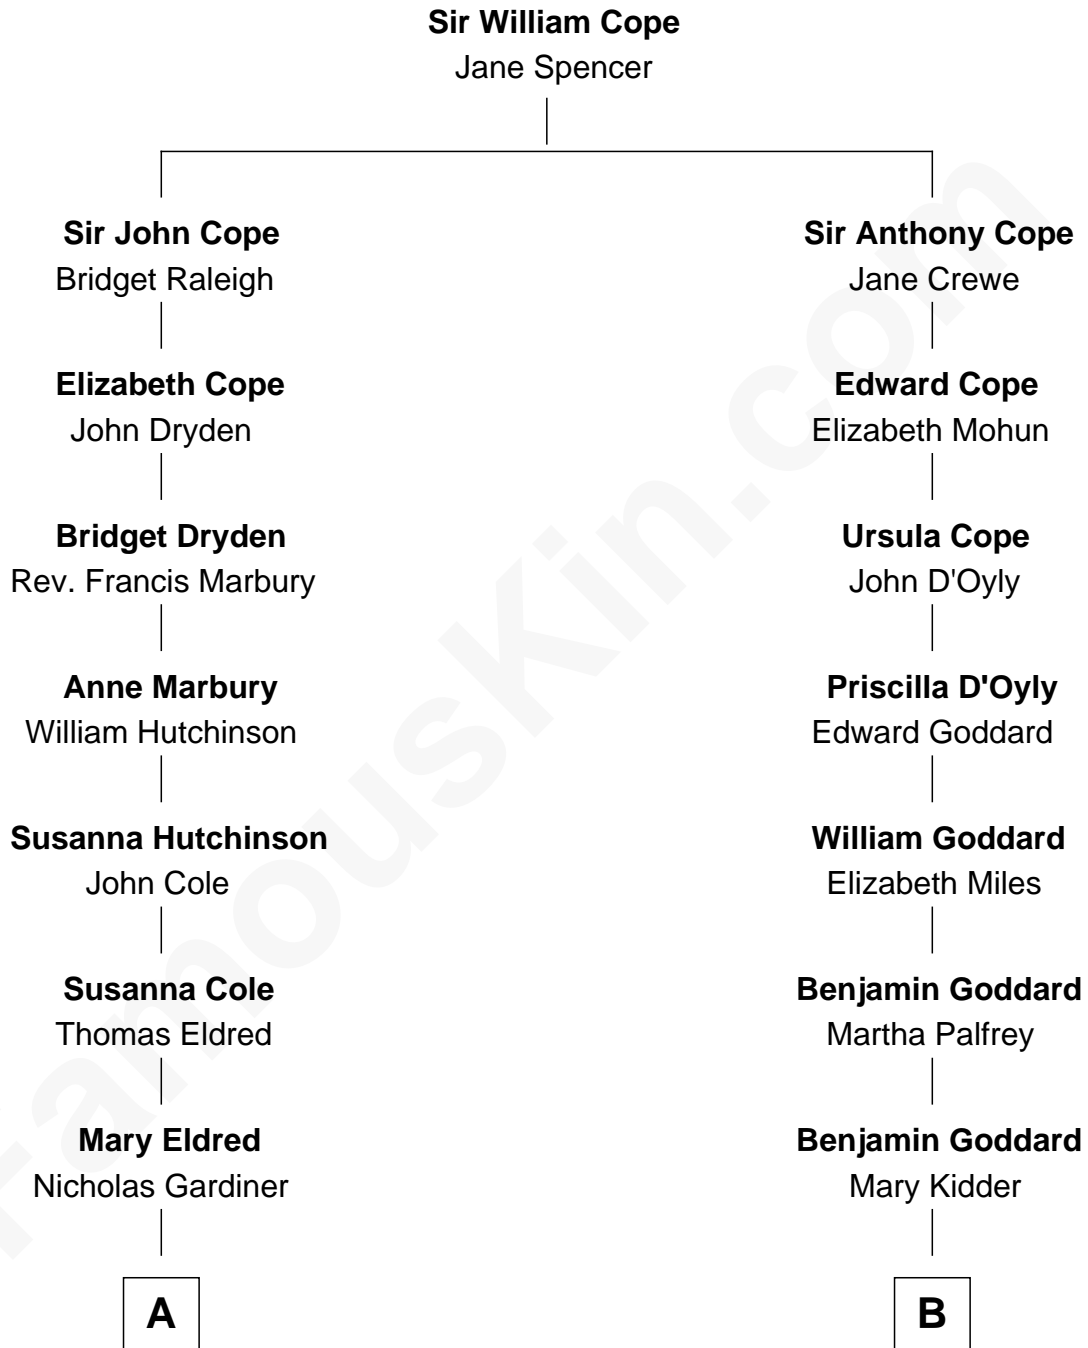 Sir William Cope
Jane Spencer
Sir John Cope
Bridget Raleigh
Elizabeth Cope
John Dryden
Bridget Dryden
Rev. Francis Marbury
Anne Marbury
William Hutchinson
Susanna Hutchinson
John Cole
Susanna Cole
Thomas Eldred
Mary Eldred
Nicholas Gardiner
A
Sir Anthony Cope
Jane Crewe
Edward Cope
Elizabeth Mohun
Ursula Cope
John D'Oyly
Priscilla D'Oyly
Edward Goddard
William Goddard
Elizabeth Miles
Benjamin Goddard
Martha Palfrey
Benjamin Goddard
Mary Kidder
B
FamousKin.com